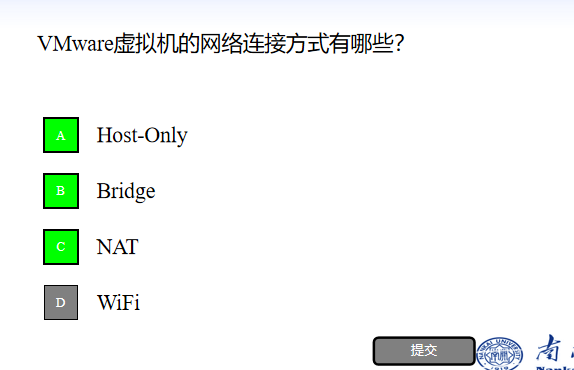 VMware虚拟机的网络连接方式有哪些?
A Host-Only
B Bridge
C NAT
D WiFi
提交
南